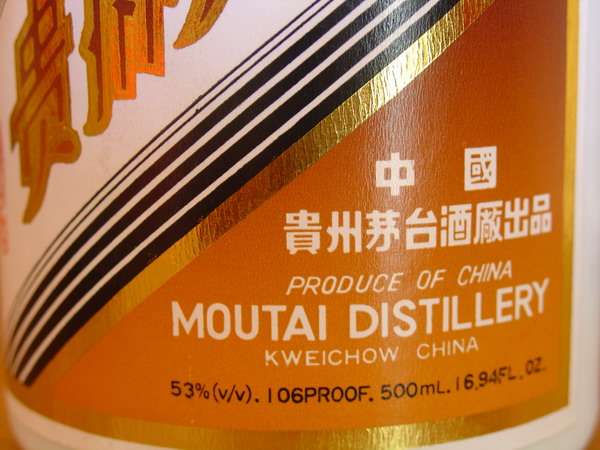 中國
貴州茅台酒廠出品
PRODUCE OF CHINA
MOUTAI DISTILLERY
KWEICHOW CHINA
53%(v/v). 106PROOF. 500mL. 16.94FL. OZ.